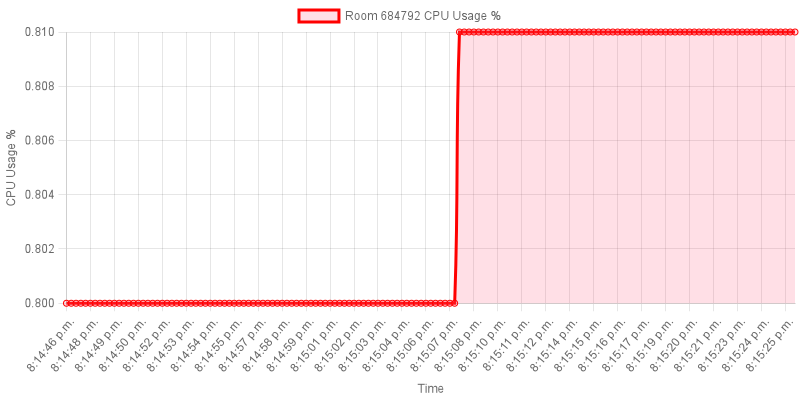 Room 684792 CPU Usage %
CPU Usage %
0.810
0.808
0.806
0.804
0.802
0.800
8:14:46 p.m.
8:14:48 p.m.
8:14:49 p.m.
8:14:50 p.m.
8:14:52 p.m.
8:14:53 p.m.
8:14:54 p.m.
8:14:55 p.m.
8:14:57 p.m.
8:14:58 p.m.
8:14:59 p.m.
8:15:01 p.m.
8:15:02 p.m.
8:15:03 p.m.
8:15:04 p.m.
8:15:06 p.m.
8:15:07 p.m.
8:15:08 p.m.
8:15:10 p.m.
8:15:11 p.m.
8:15:12 p.m.
8:15:14 p.m.
8:15:15 p.m.
8:15:16 p.m.
8:15:17 p.m.
8:15:19 p.m.
8:15:20 p.m.
8:15:21 p.m.
8:15:23 p.m.
8:15:24 p.m.
8:15:25 p.m.
Time